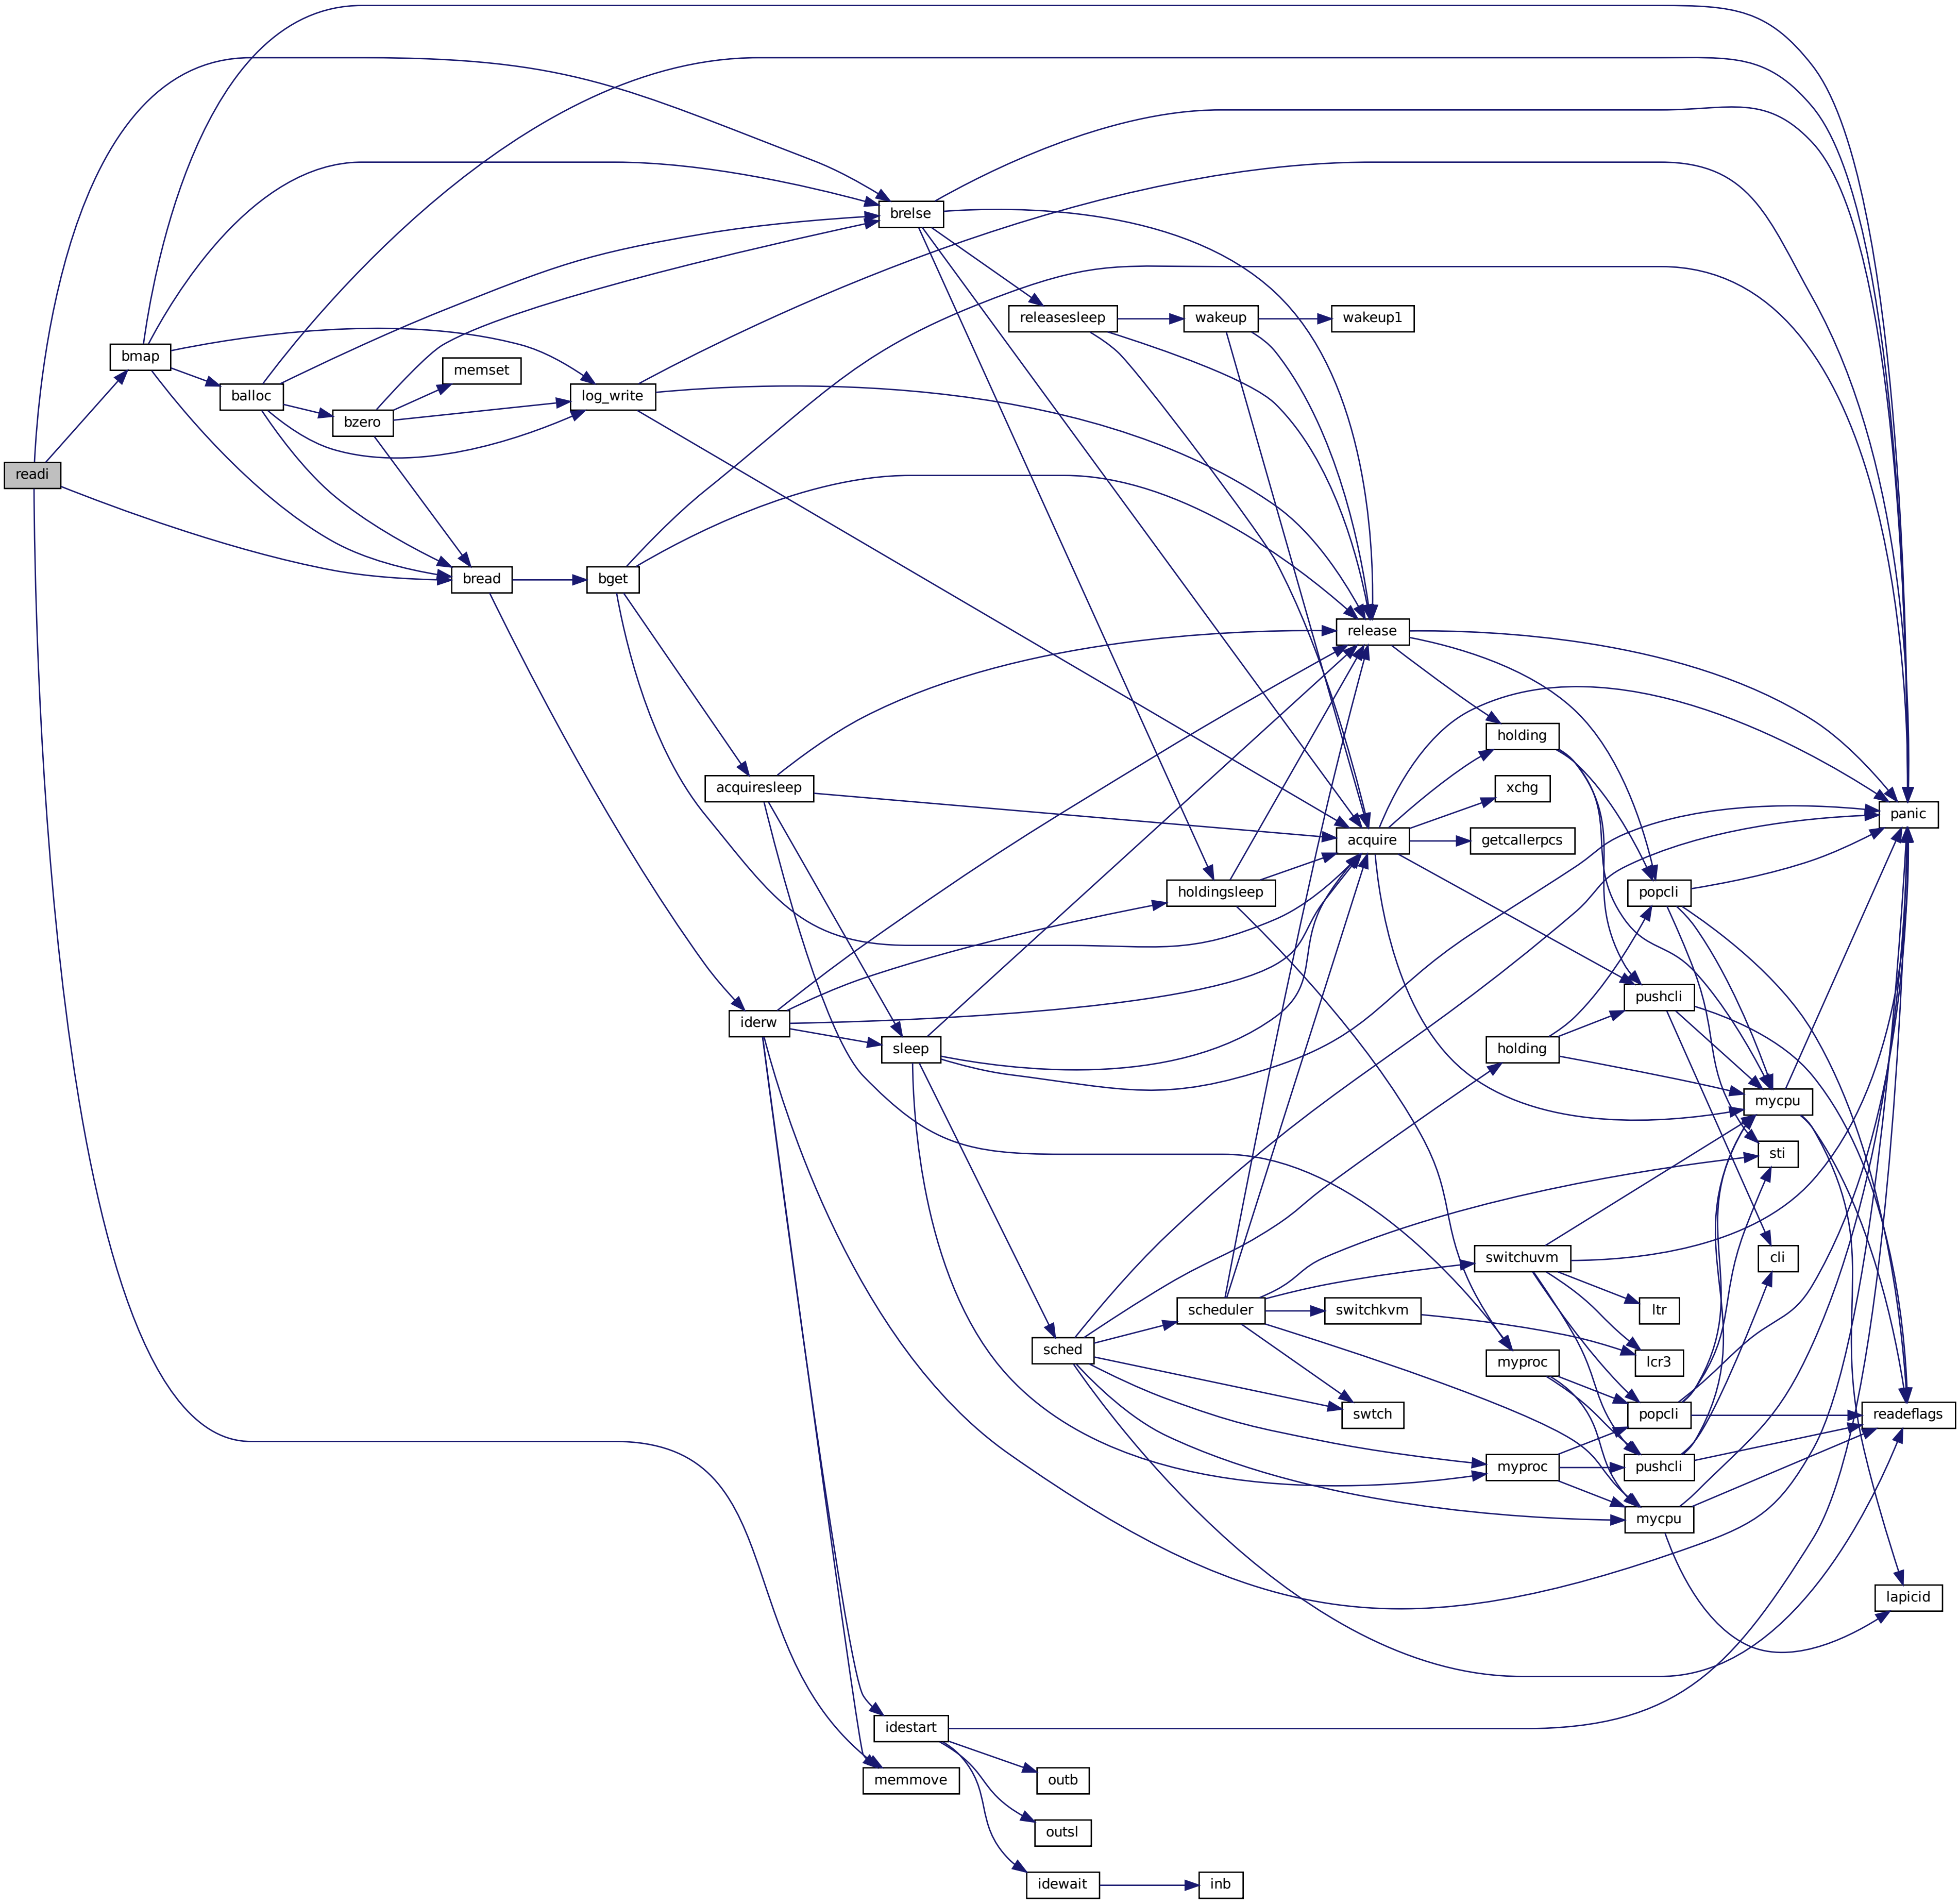 readi
bmap
balloc
bzero
memset
log_write
bread
bget
brelse
releasesleep
wakeup
wakeup1
acquiresleep
release
holding
xchg
getcallerpcs
acquire
holdingsleep
panic
popcli
pushcli
iderw
sleep
holding
mycpu
sti
switchuvm
cli
scheduler
switchkvm
ltr
sched
myproc
lcr3
swtch
popcli
readeflags
myproc
pushcli
mycpu
lapicid
idestart
memmove
outb
outsl
idewait
inb